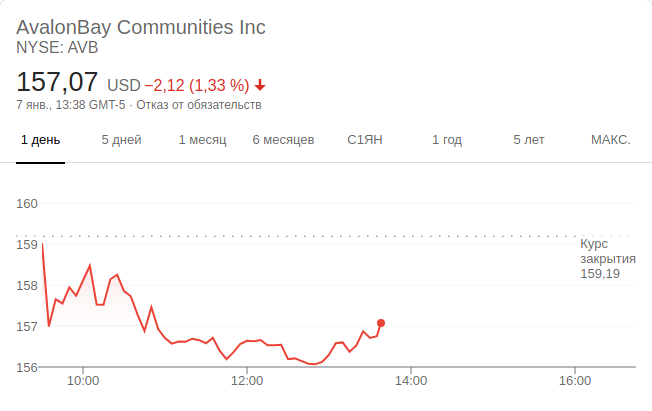 AvalonBay Communities Inc
NYSE: AVB
157,07 USD −2,12 (1,33 %)
7 янв., 13:38 GMT-5 · Отказ от обязательств
1 день 5 дней 1 месяц 6 месяцев С1ЯН 1 год 5 лет МАКС.
160
159
158
157
156
Курс
закрытия
159,19
10:00 12:00 14:00 16:00